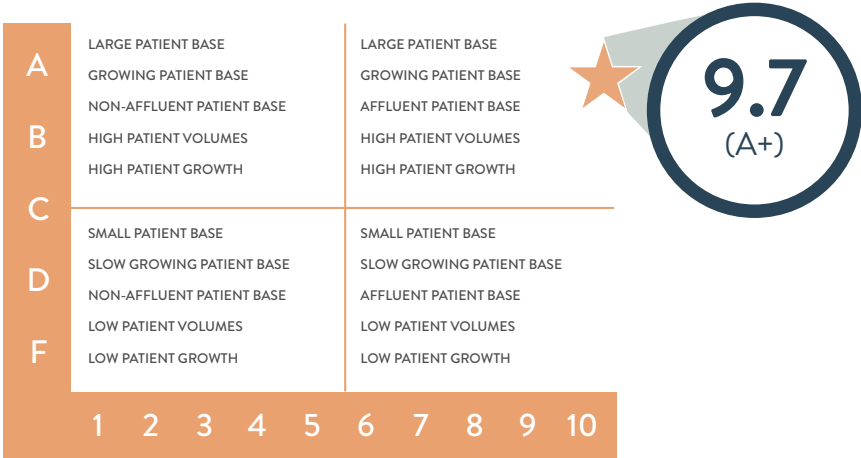 A
B
C
D
F
LARGE PATIENT BASE
GROWING PATIENT BASE
NON-AFFLUENT PATIENT BASE
HIGH PATIENT VOLUMES
HIGH PATIENT GROWTH
LARGE PATIENT BASE
GROWING PATIENT BASE
AFFLUENT PATIENT BASE
HIGH PATIENT VOLUMES
HIGH PATIENT GROWTH
9.7
(A+)
SMALL PATIENT BASE
SLOW GROWING PATIENT BASE
NON-AFFLUENT PATIENT BASE
LOW PATIENT VOLUMES
LOW PATIENT GROWTH
SMALL PATIENT BASE
SLOW GROWING PATIENT BASE
AFFLUENT PATIENT BASE
LOW PATIENT VOLUMES
LOW PATIENT GROWTH
1 2 3 4 5 6 7 8 9 10